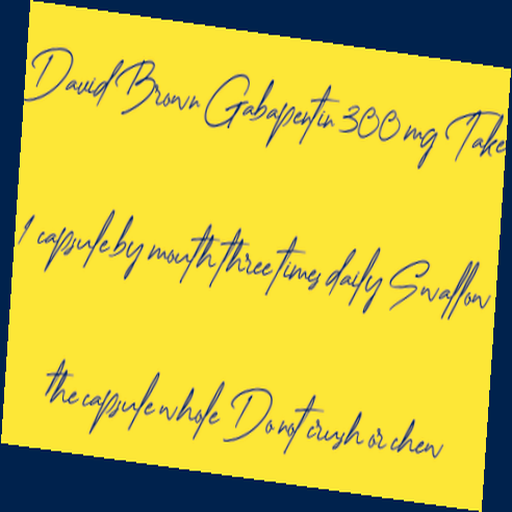 David Brown Gabapentin 300 mg Take
1 capsule by mouth three times daily Swallow
the capsule whole Do not crush or chew